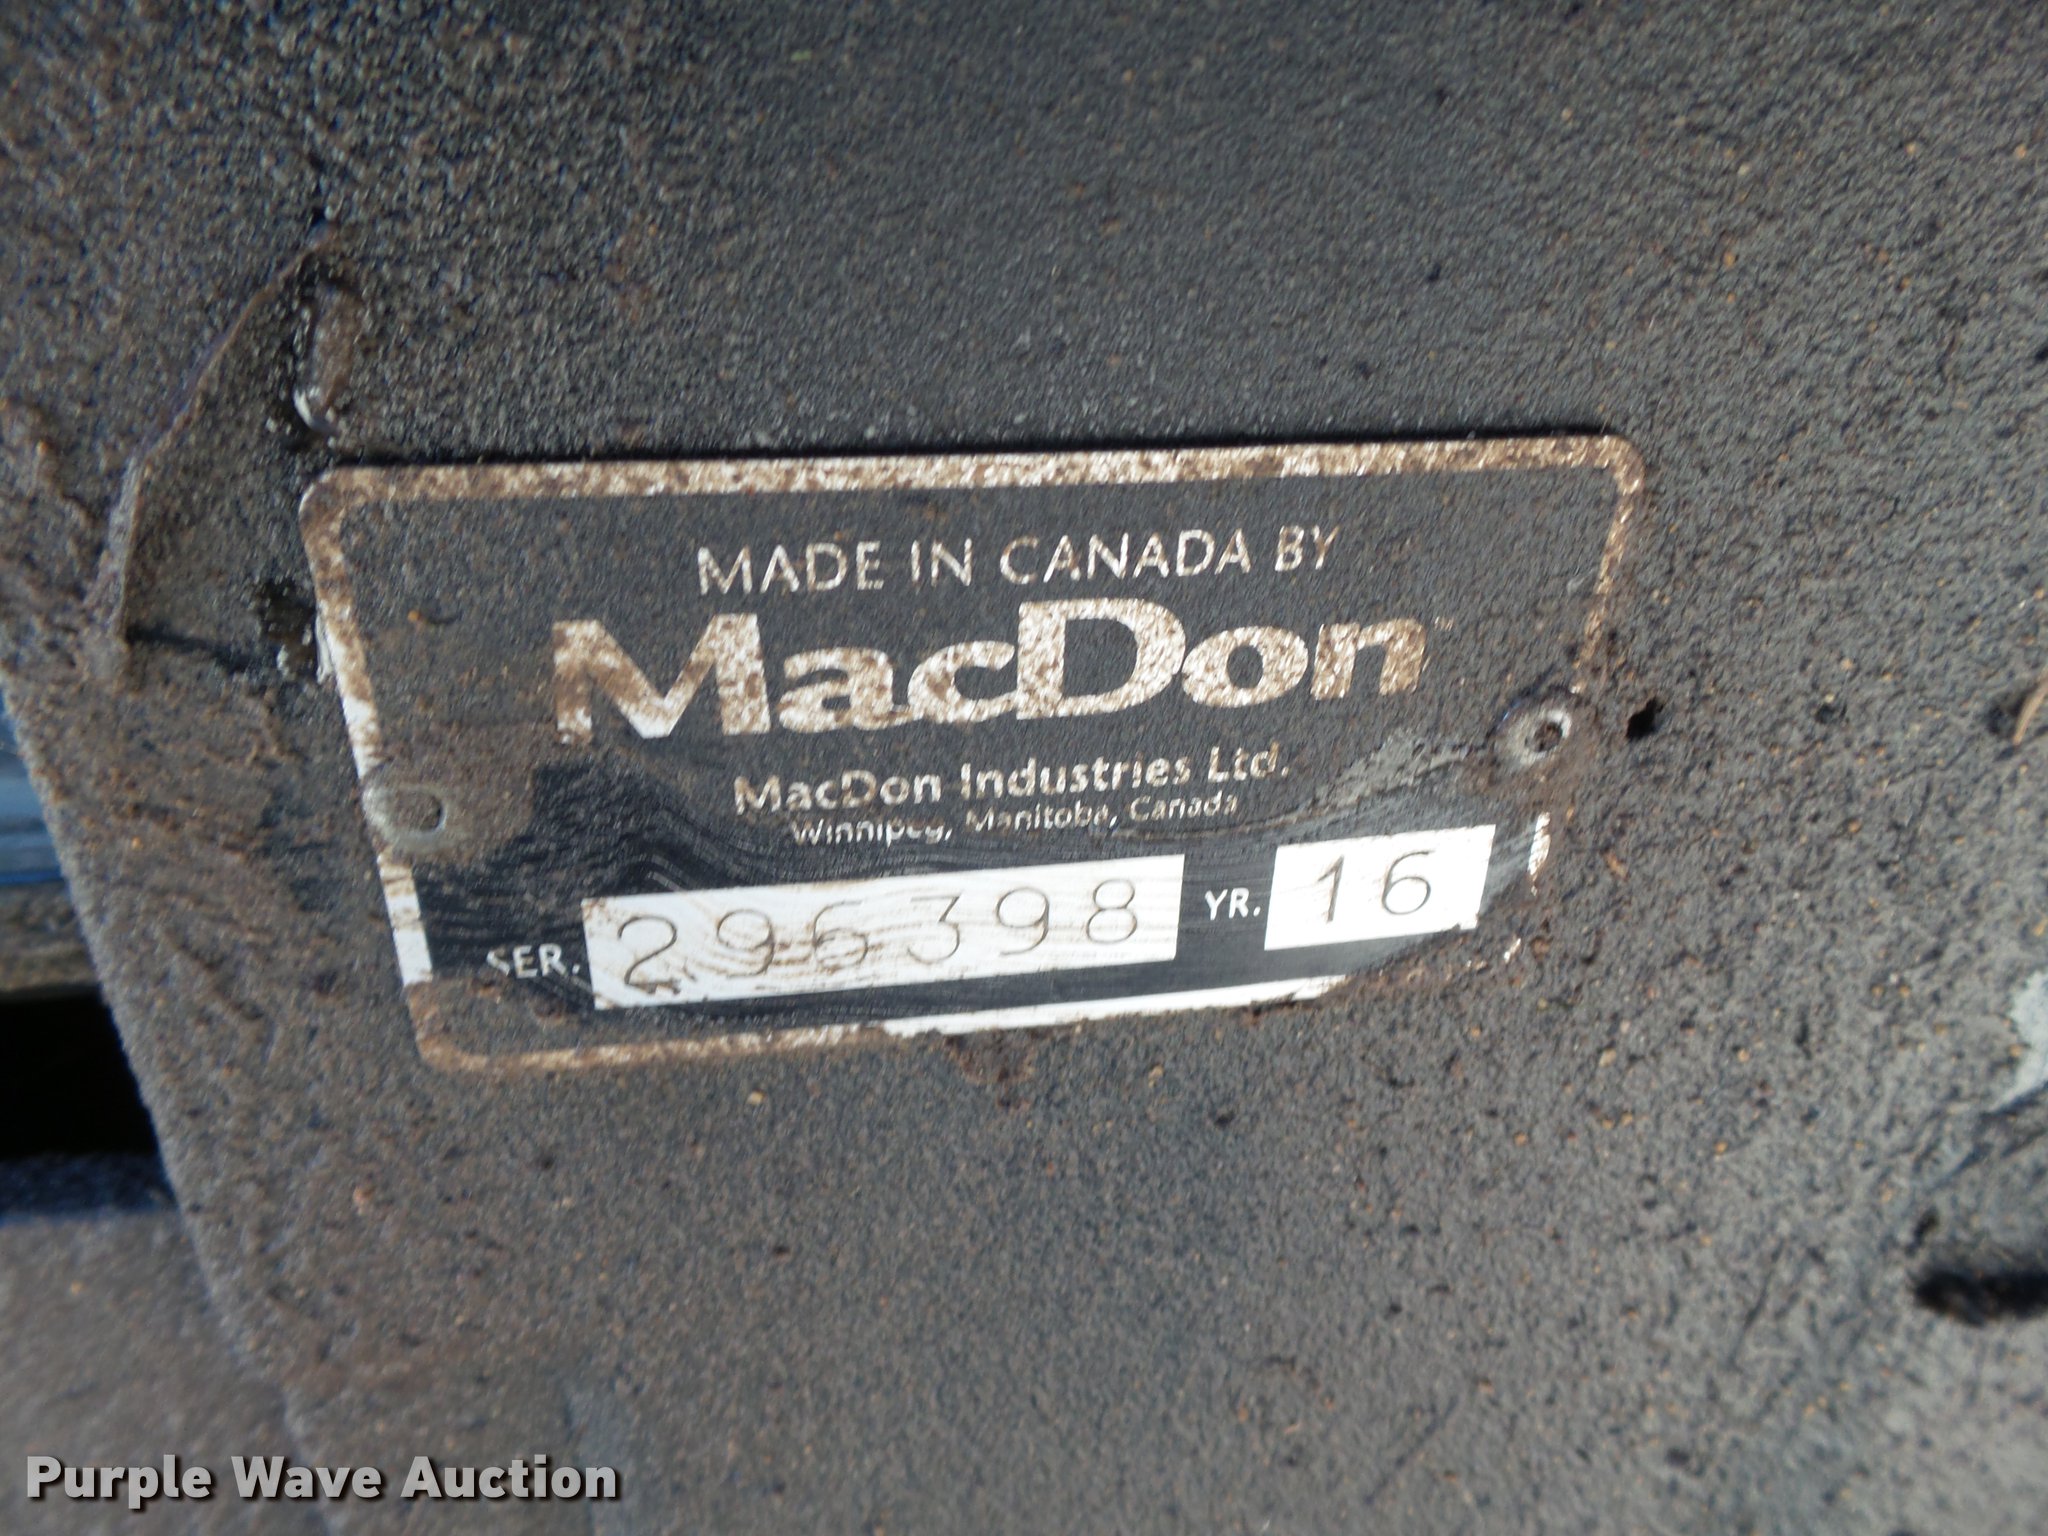 MADE IN CANADA BY
MacDon
MacDon Industries Ltd.
Winnipeg, Manitoba, Canada
SER. 296398 YR. 16
Purple Wave Auction